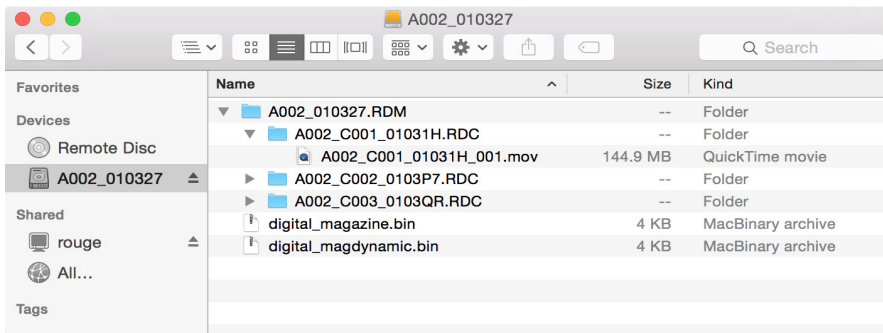 A002_010327
Search
Favorites
Devices
Remote Disc
A002_010327
Shared
rouge
All...
Tags
Name Size Kind
A002_010327.RDM -- Folder
A002_C001_01031H.RDC -- Folder
A002_C001_01031H_001.mov 144.9 MB QuickTime movie
A002_C002_0103P7.RDC -- Folder
A002_C003_0103QR.RDC -- Folder
digital_magazine.bin 4 KB MacBinary archive
digital_magdynamic.bin 4 KB MacBinary archive